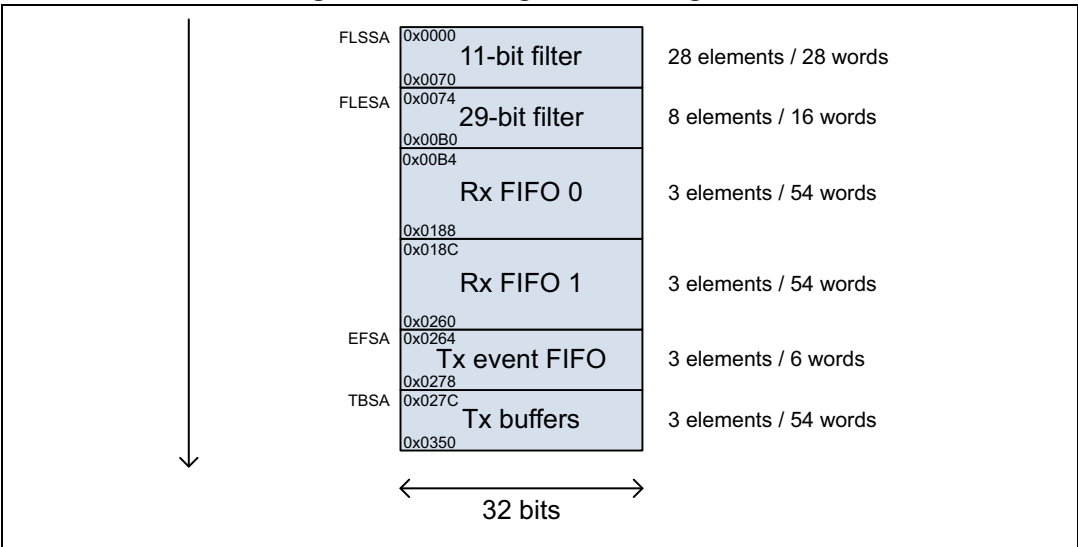 FLSSA 0x0000
11-bit filter 28 elements / 28 words
0x0070
FLESA 0x0074
29-bit filter 8 elements / 16 words
0x00B0
0x00B4
Rx FIFO 0 3 elements / 54 words
0x0188
0x018C
Rx FIFO 1 3 elements / 54 words
0x0260
EFSA 0x0264
Tx event FIFO 3 elements / 6 words
0x0278
TBSA 0x027C
Tx buffers 3 elements / 54 words
0x0350
32 bits